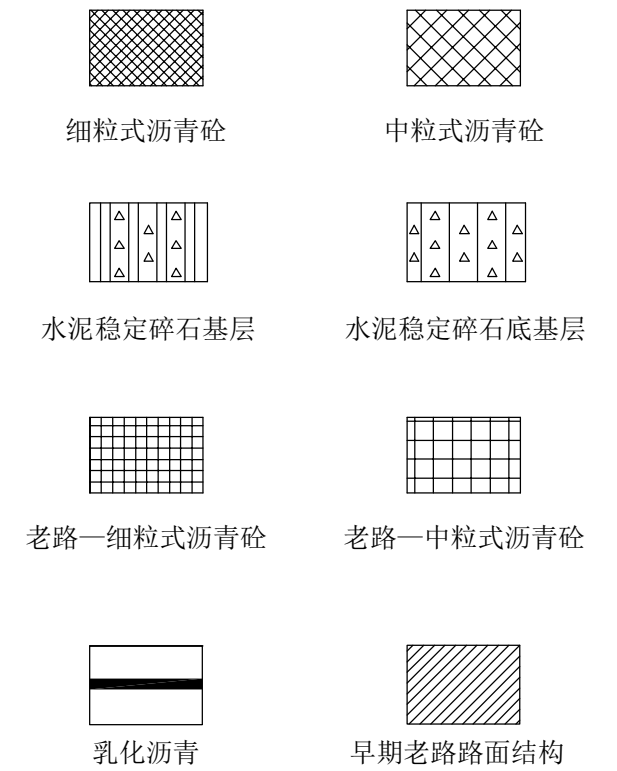 细粒式沥青砼
中粒式沥青砼
水泥稳定碎石基层
水泥稳定碎石底基层
老路—细粒式沥青砼
老路—中粒式沥青砼
乳化沥青
早期老路路面结构